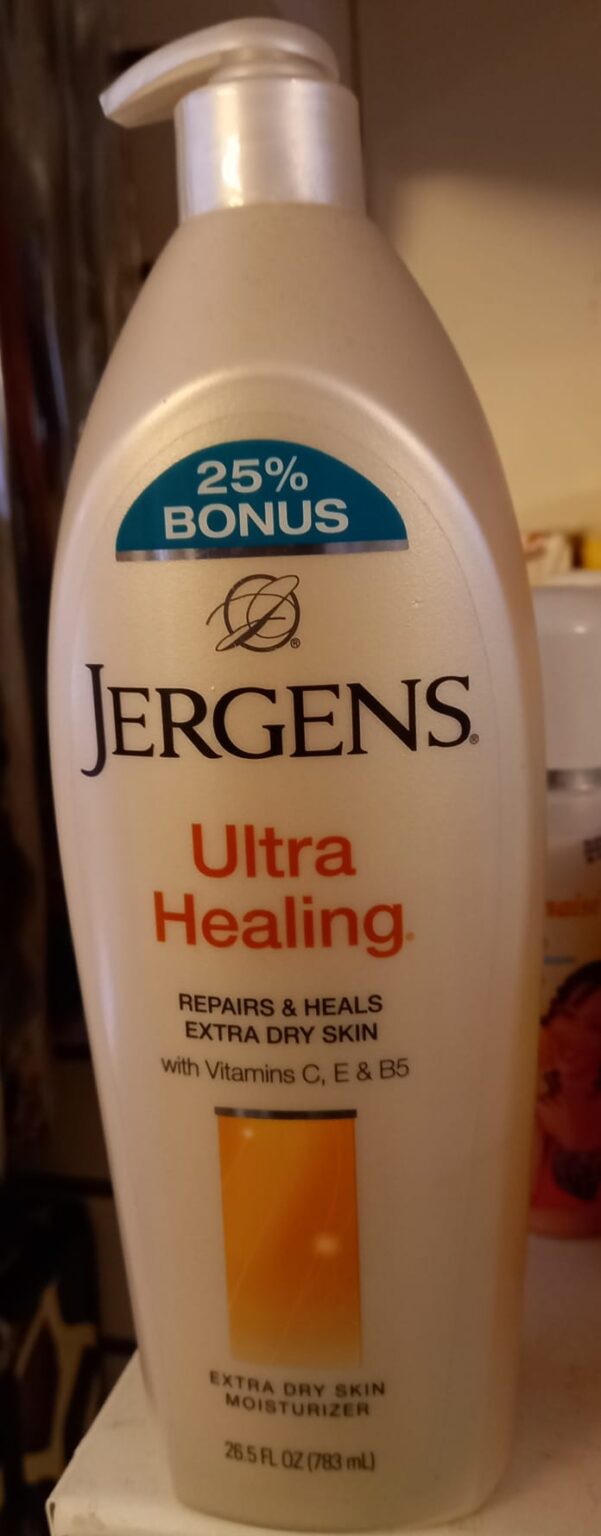 25%
BONUS
®
JERGENS®
Ultra
Healing®
REPAIRS & HEALS
EXTRA DRY SKIN
with Vitamins C, E & B5
EXTRA DRY SKIN
MOISTURIZER
26.5 FL OZ (783 mL)